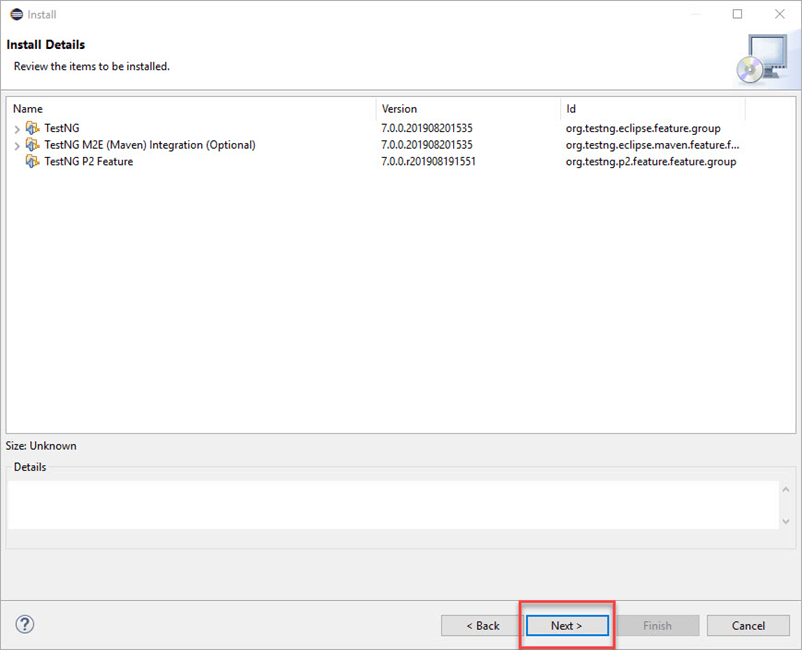 Install
Install Details
Review the items to be installed.
Name Version Id
TestNG 7.0.0.201908201535 org.testng.eclipse.feature.group
TestNG M2E (Maven) Integration (Optional) 7.0.0.201908201535 org.testng.eclipse.maven.feature.f...
TestNG P2 Feature 7.0.0.r201908191551 org.testng.p2.feature.feature.group
Size: Unknown
Details
? < Back Next > Finish Cancel